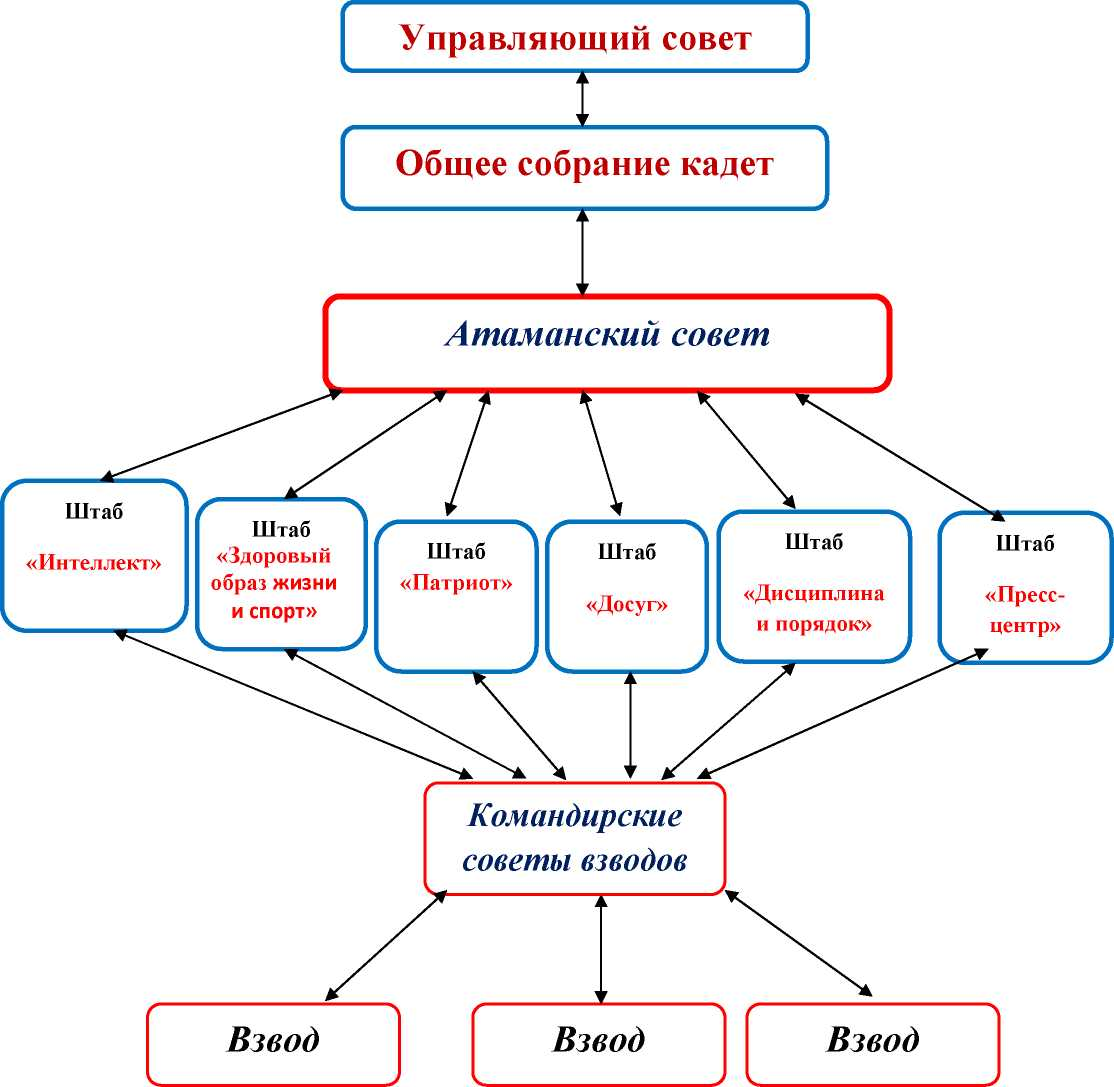 Управляющий совет
Общее собрание кадет
Атаманский совет
Штаб
«Интеллект»
Штаб
«Здоровый
образ жизни
и спорт»
Штаб
«Патриот»
Штаб
«Досуг»
Штаб
«Дисциплина
и порядок»
Штаб
«Пресс-
центр»
Командирские
советы взводов
Взвод
Взвод
Взвод